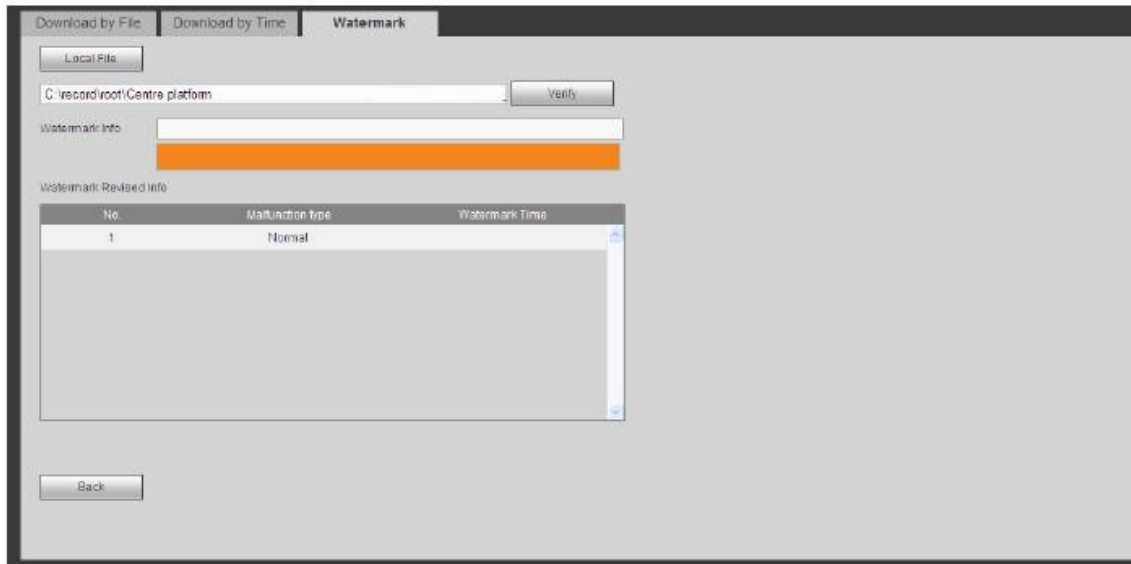 Download by File Download by Time Watermark
Local File
C:\record\root\Centre platform Verify
Watermark Info
Watermark Revised Info
No. Malfunction type Watermark Time
1 Normal
Back